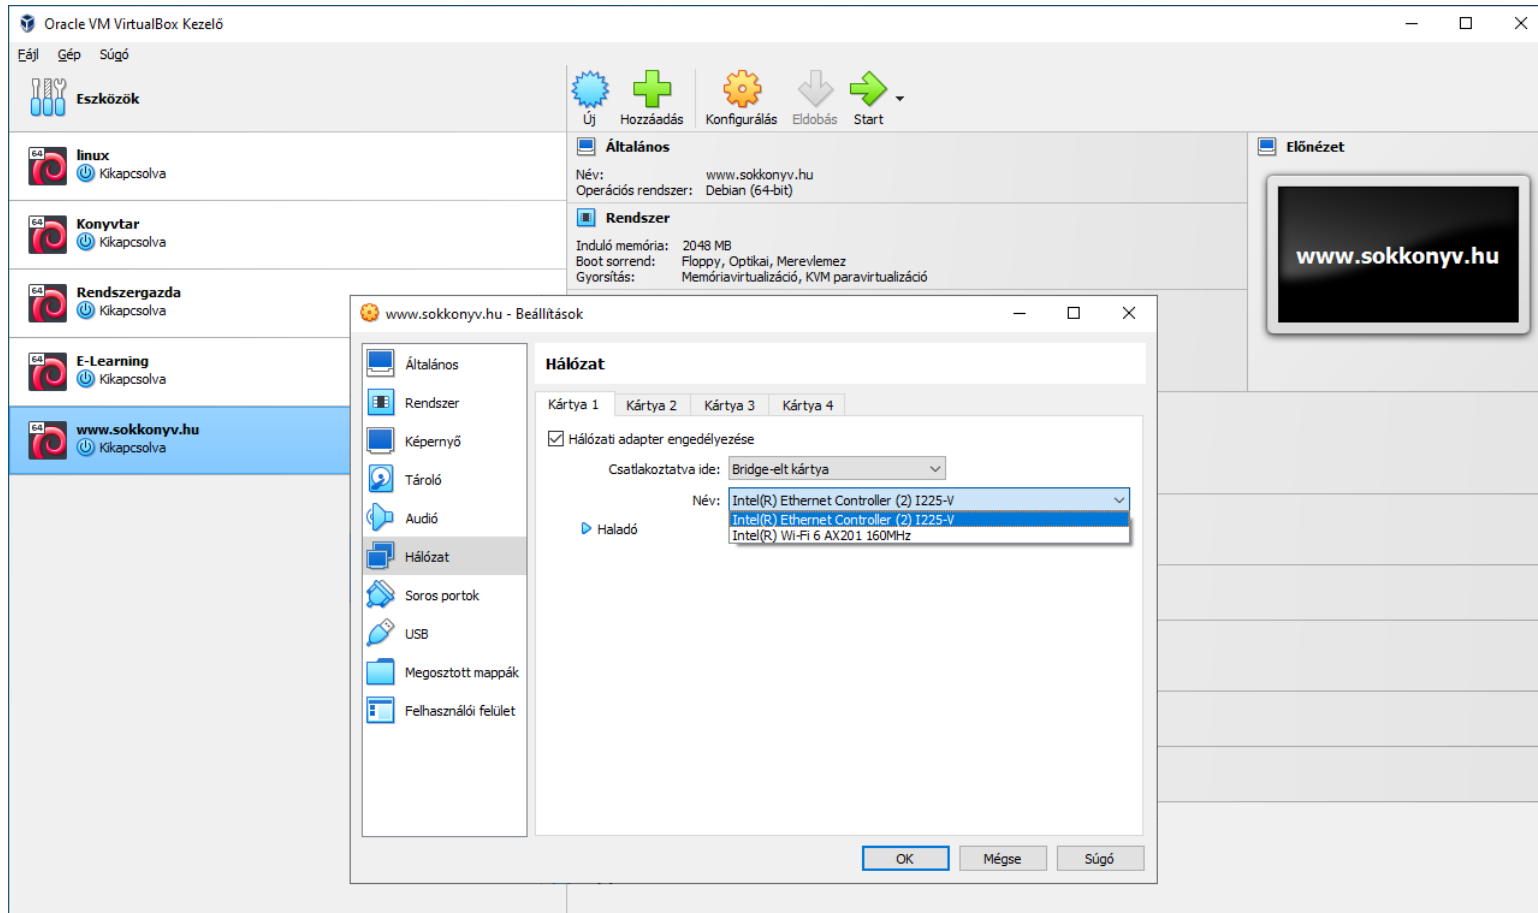 Oracle VM VirtualBox Kezelő
Fájl Gép Súgó
Eszközök
Új Hozzáadás Konfigurálás Eldobás Start
64 linux
Kikapcsolva
64 Konyvtar
Kikapcsolva
64 Rendszergazda
Kikapcsolva
64 E-Learning
Kikapcsolva
64 www.sokkonyv.hu
Kikapcsolva
Általános
Név: www.sokkonyv.hu
Operációs rendszer: Debian (64-bit)
Rendszer
Induló memória: 2048 MB
Boot sorrend: Floppy, Optikai, Merevlemez
Gyorsítás: Memóriavirtualizáció, KVM paravirtualizáció
Előnézet
www.sokkonyv.hu
www.sokkonyv.hu - Beállítások
Általános
Rendszer
Képernyő
Tároló
Audió
Hálózat
Soros portok
USB
Megosztott mappák
Felhasználói felület
Hálózat
Kártya 1 Kártya 2 Kártya 3 Kártya 4
Hálózati adapter engedélyezése
Csatlakoztatva ide: Bridge-elt kártya
Név: Intel(R) Ethernet Controller (2) I225-V
Intel(R) Ethernet Controller (2) I225-V
Intel(R) Wi-Fi 6 AX201 160MHz
Haladó
OK Mégse Súgó